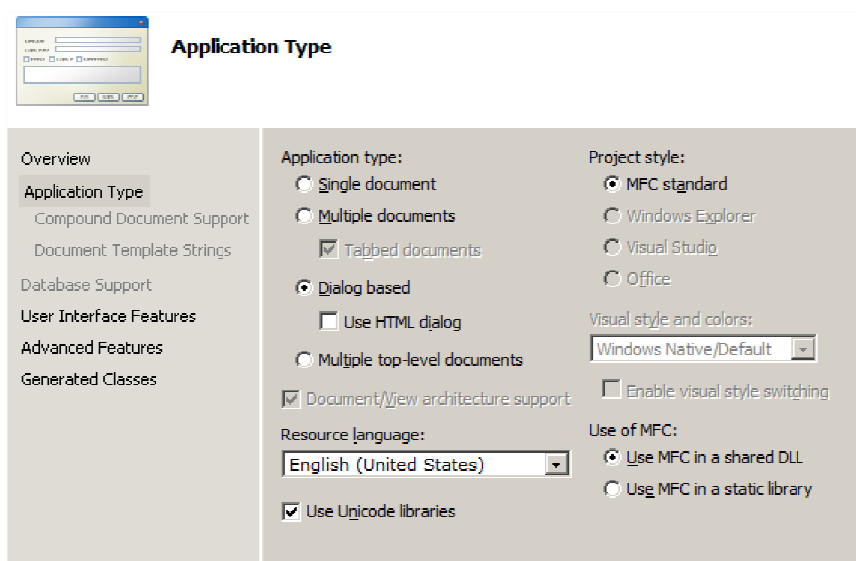 Application Type
Overview
Application Type
Compound Document Support
Document Template Strings
Database Support
User Interface Features
Advanced Features
Generated Classes
Application type:
Single document
Multiple documents
Tabbed documents
Dialog based
Use HTML dialog
Multiple top-level documents
Document/View architecture support
Resource language:
English (United States)
Use Unicode libraries
Project style:
MFC standard
Windows Explorer
Visual Studio
Office
Visual style and colors:
Windows Native/Default
Enable visual style switching
Use of MFC:
Use MFC in a shared DLL
Use MFC in a static library